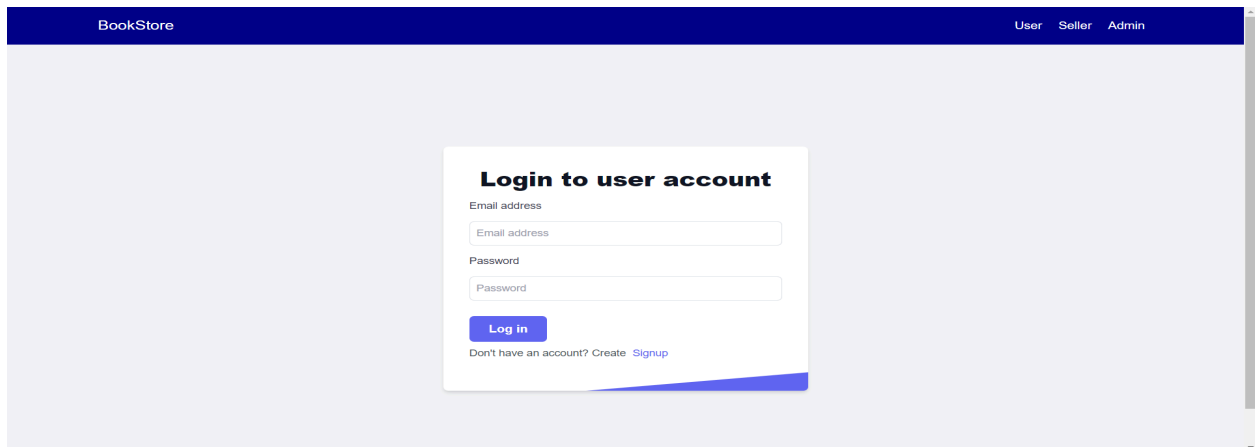 BookStore User Seller Admin
Login to user account
Email address
Email address
Password
Password
Log in
Don't have an account? Create Signup